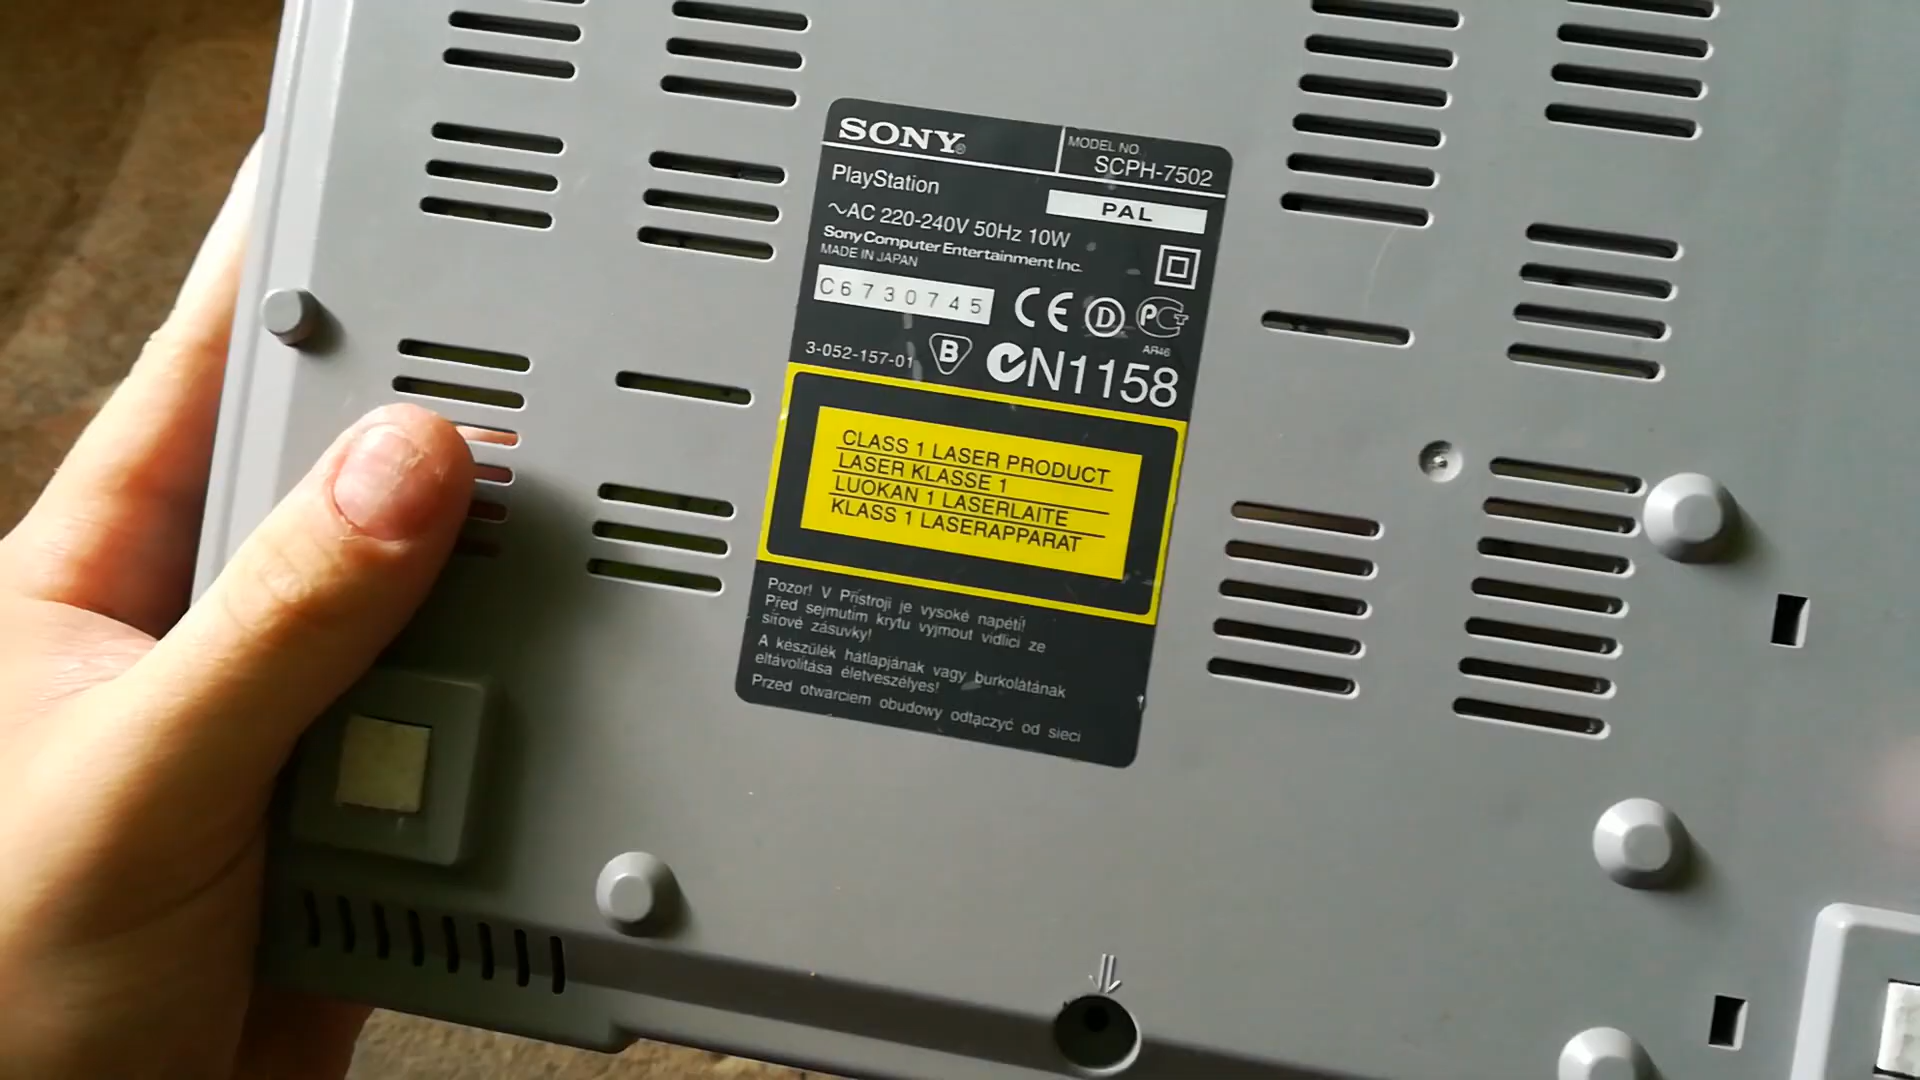 SONY®
MODEL NO.
SCPH-7502
PlayStation
PAL
~AC 220-240V 50Hz 10W
Sony Computer Entertainment Inc.
MADE IN JAPAN
C6730745
CE D PCT
AR46
3-052-157-01
B
N1158
CLASS 1 LASER PRODUCT
LASER KLASSE 1
LUOKAN 1 LASERLAITE
KLASS 1 LASERAPPARAT
Pozor! V Přístroji je vysoké napětí!
Před sejmutím krytu vyjmout vidlici ze
síťové zásuvky!
A készülék hátlapjának vagy burkolatának
eltávolítása életveszélyes!
Przed otwarciem obudowy odłączyć od sieci